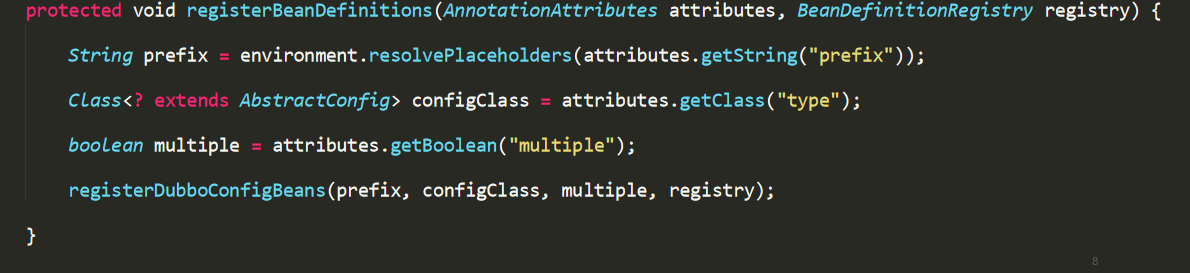 protected void registerBeanDefinitions(AnnotationAttributes attributes, BeanDefinitionRegistry registry) {
String prefix = environment.resolvePlaceholders(attributes.getString("prefix"));
Class<? extends AbstractConfig> configClass = attributes.getClass("type");
boolean multiple = attributes.getBoolean("multiple");
registerDubboConfigBeans(prefix, configClass, multiple, registry);
}
8